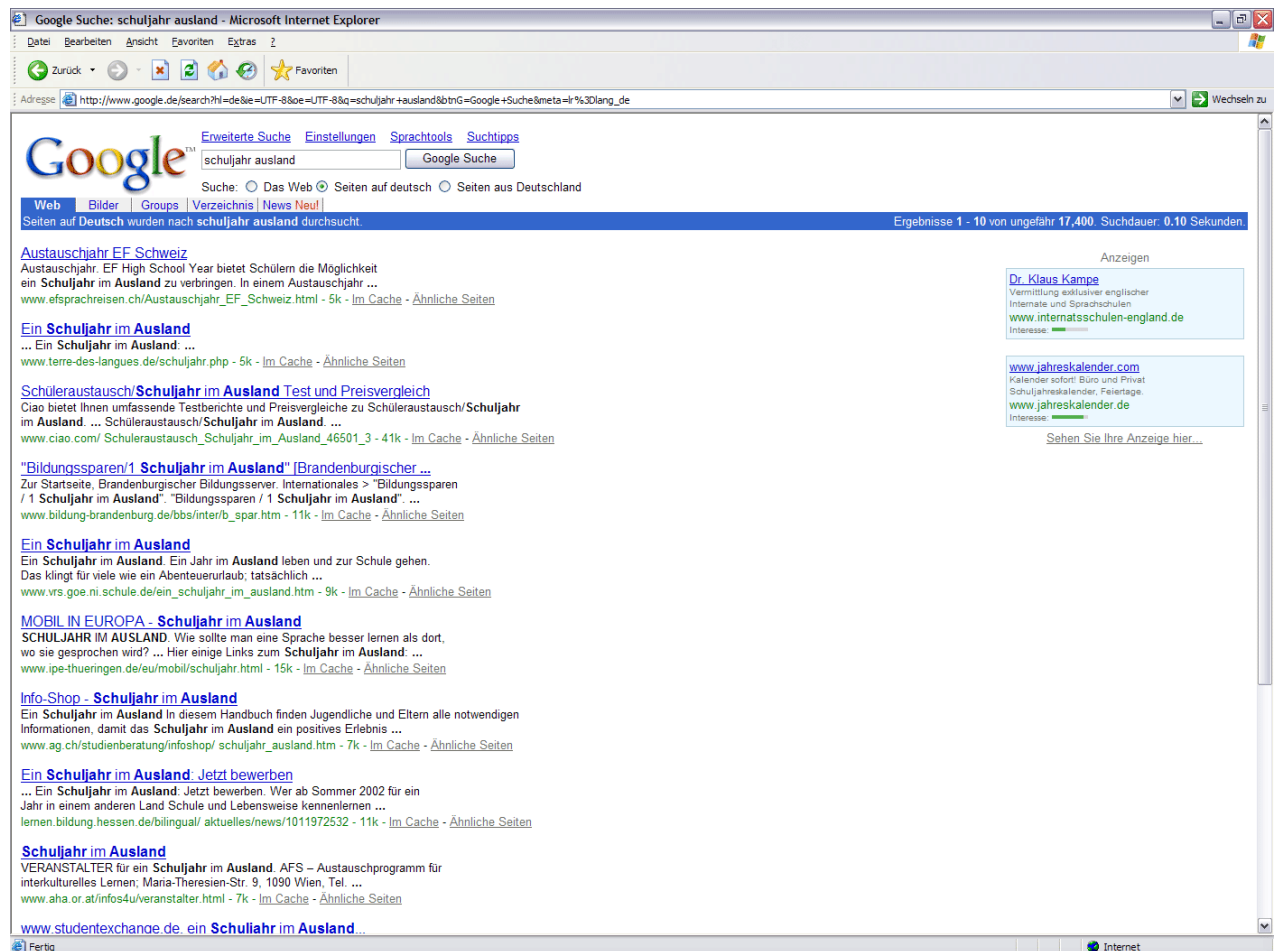 Google Suche: schuljahr ausland - Microsoft Internet Explorer
Datei Bearbeiten Ansicht Favoriten Extras ?
Zurück Favoriten
Adresse http://www.google.de/search?hl=de&ie=UTF-8&oe=UTF-8&q=schuljahr+ausland&btnG=Google+Suche&meta=lr%3Dlang_de Wechseln zu
Erweiterte Suche Einstellungen Sprachtools Suchtipps
Google™ schuljahr ausland Google Suche
Suche: Das Web Seiten auf deutsch Seiten aus Deutschland
Web Bilder Groups Verzeichnis News Neu!
Seiten auf Deutsch wurden nach schuljahr ausland durchsucht. Ergebnisse 1 - 10 von ungefähr 17,400. Suchdauer: 0.10 Sekunden.
Austauschjahr EF Schweiz
Austauschjahr. EF High School Year bietet Schülern die Möglichkeit
ein Schuljahr im Ausland zu verbringen. In einem Austauschjahr ...
www.efsprachreisen.ch/Austauschjahr_EF_Schweiz.html - 5k - Im Cache - Ähnliche Seiten
Ein Schuljahr im Ausland
... Ein Schuljahr im Ausland: ...
www.terre-des-langues.de/schuljahr.php - 5k - Im Cache - Ähnliche Seiten
Schüleraustausch/Schuljahr im Ausland Test und Preisvergleich
Ciao bietet Ihnen umfassende Testberichte und Preisvergleiche zu Schüleraustausch/Schuljahr
im Ausland. ... Schüleraustausch/Schuljahr im Ausland. ...
www.ciao.com/ Schuleraustausch_Schuljahr_im_Ausland_46501_3 - 41k - Im Cache - Ähnliche Seiten
"Bildungssparen/1 Schuljahr im Ausland" [Brandenburgischer ...
Zur Startseite, Brandenburgischer Bildungsserver. Internationales > "Bildungssparen
/ 1 Schuljahr im Ausland". "Bildungssparen / 1 Schuljahr im Ausland". ...
www.bildung-brandenburg.de/bbs/inter/b_spar.htm - 11k - Im Cache - Ähnliche Seiten
Ein Schuljahr im Ausland
Ein Schuljahr im Ausland. Ein Jahr im Ausland leben und zur Schule gehen.
Das klingt für viele wie ein Abenteuerurlaub; tatsächlich ...
www.vrs.goe.ni.schule.de/ein_schuljahr_im_ausland.htm - 9k - Im Cache - Ähnliche Seiten
MOBIL IN EUROPA - Schuljahr im Ausland
SCHULJAHR IM AUSLAND. Wie sollte man eine Sprache besser lernen als dort,
wo sie gesprochen wird? ... Hier einige Links zum Schuljahr im Ausland: ...
www.ipe-thueringen.de/eu/mobil/schuljahr.html - 15k - Im Cache - Ähnliche Seiten
Info-Shop - Schuljahr im Ausland
Ein Schuljahr im Ausland In diesem Handbuch finden Jugendliche und Eltern alle notwendigen
Informationen, damit das Schuljahr im Ausland ein positives Erlebnis ...
www.ag.ch/studienberatung/infoshop/ schuljahr_ausland.htm - 7k - Im Cache - Ähnliche Seiten
Ein Schuljahr im Ausland: Jetzt bewerben
... Ein Schuljahr im Ausland: Jetzt bewerben. Wer ab Sommer 2002 für ein
Jahr in einem anderen Land Schule und Lebensweise kennenlernen ...
lernen.bildung.hessen.de/bilingual/ aktuelles/news/1011972532 - 11k - Im Cache - Ähnliche Seiten
Schuljahr im Ausland
VERANSTALTER für ein Schuljahr im Ausland. AFS – Austauschprogramm für
interkulturelles Lernen; Maria-Theresien-Str. 9, 1090 Wien, Tel. ...
www.aha.or.at/infos4u/veranstalter.html - 7k - Im Cache - Ähnliche Seiten
www.studentexchange.de. ein Schuljahr im Ausland...
Anzeigen
Dr. Klaus Kampe
Vermittlung exklusiver englischer
Internate und Sprachschulen
www.internatsschulen-england.de
Interesse:
www.jahreskalender.com
Kalender sofort! Büro und Privat
Schuljahreskalender, Feiertage.
www.jahreskalender.de
Interesse:
Sehen Sie Ihre Anzeige hier...
Fertig Internet